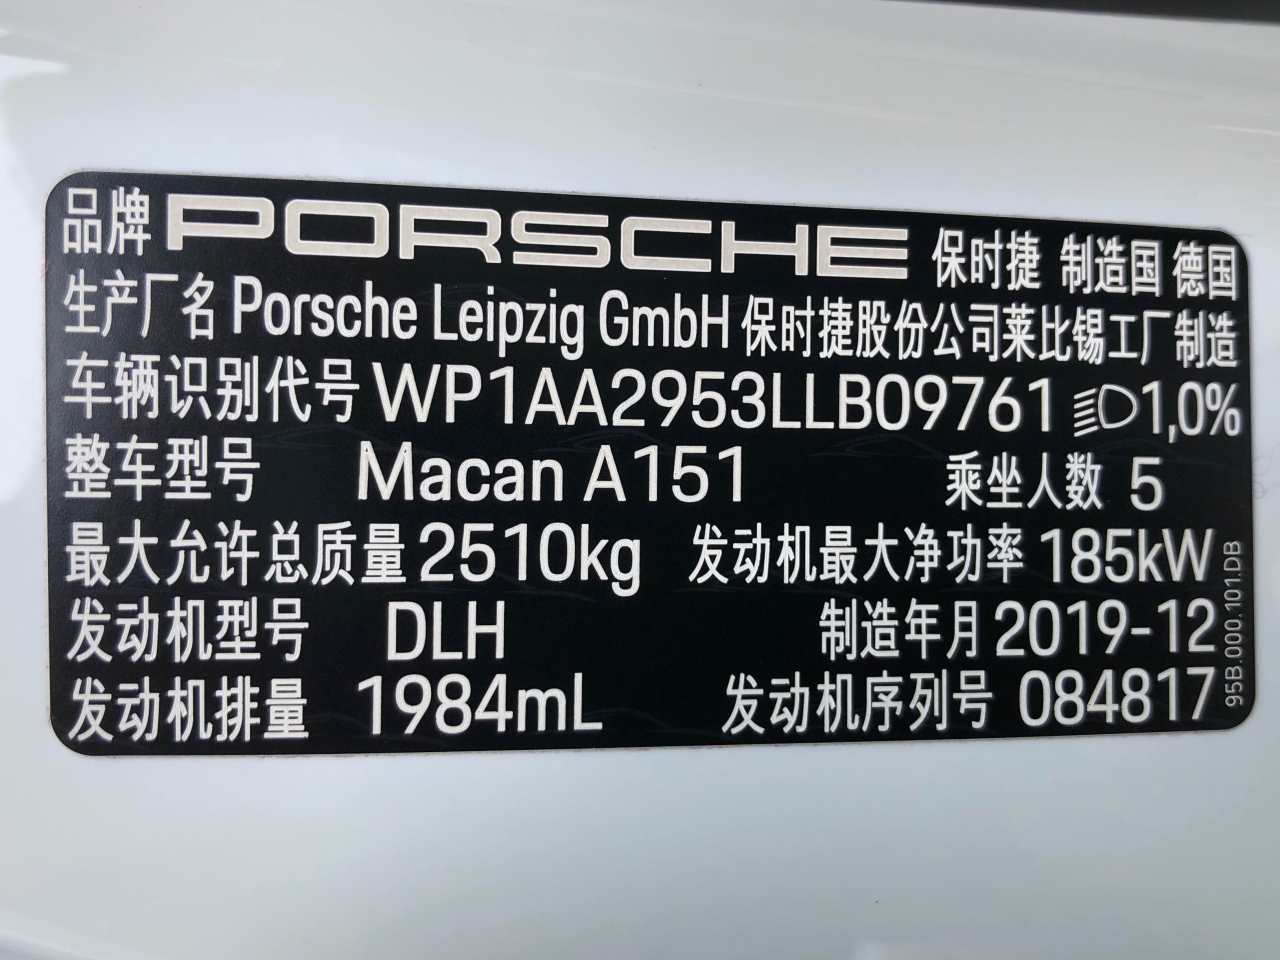 品牌 PORSCHE 保时捷 制造国 德国
生产厂名 Porsche Leipzig GmbH 保时捷股份公司莱比锡工厂制造
车辆识别代号 WP1AA2953LLB09761 1,0%
整车型号 Macan A151 乘坐人数 5
最大允许总质量 2510kg 发动机最大净功率 185kW
发动机型号 DLH 制造年月 2019-12
发动机排量 1984mL 发动机序列号 084817
95B.000.101.DB